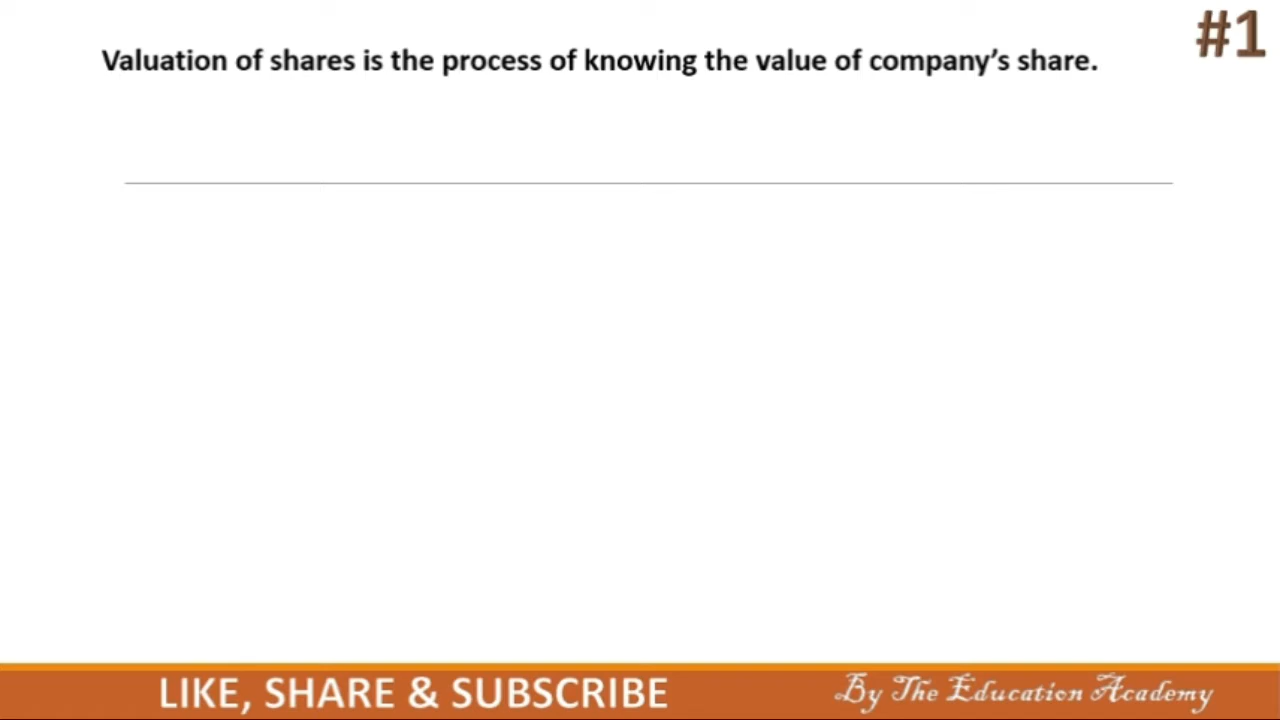 #1
Valuation of shares is the process of knowing the value of company’s share.
LIKE, SHARE & SUBSCRIBE
By The Education Academy